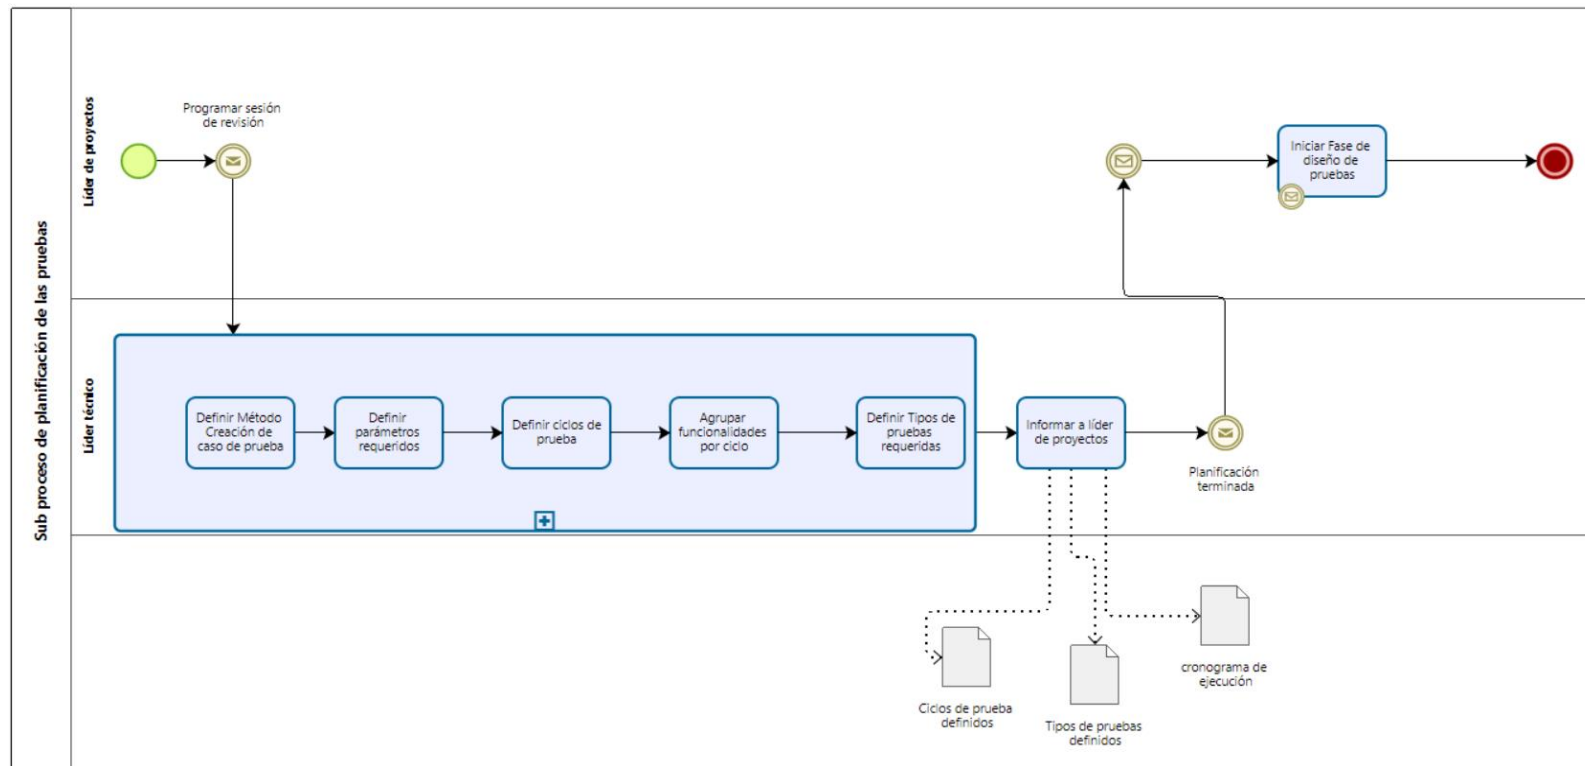 Sub proceso de planificación de las pruebas
Líder de proyectos
Programar sesión
de revisión
Iniciar Fase de
diseño de
pruebas
Líder técnico
Definir Método
Creación de
caso de prueba
Definir
parámetros
requeridos
Definir ciclos de
prueba
Agrupar
funcionalidades
por ciclo
Definir Tipos de
pruebas
requeridas
Informar a líder
de proyectos
Planificación
terminada
Ciclos de prueba
definidos
Tipos de pruebas
definidos
cronograma de
ejecución